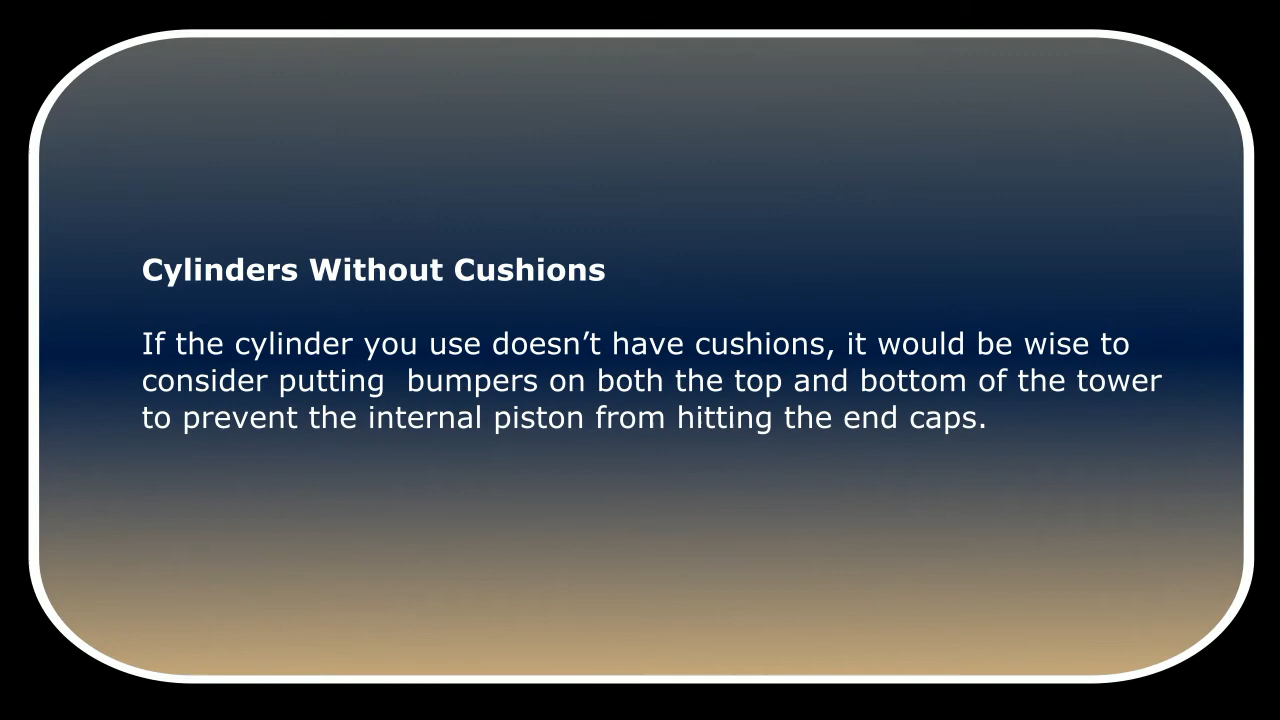 Cylinders Without Cushions
If the cylinder you use doesn’t have cushions, it would be wise to
consider putting  bumpers on both the top and bottom of the tower
to prevent the internal piston from hitting the end caps.